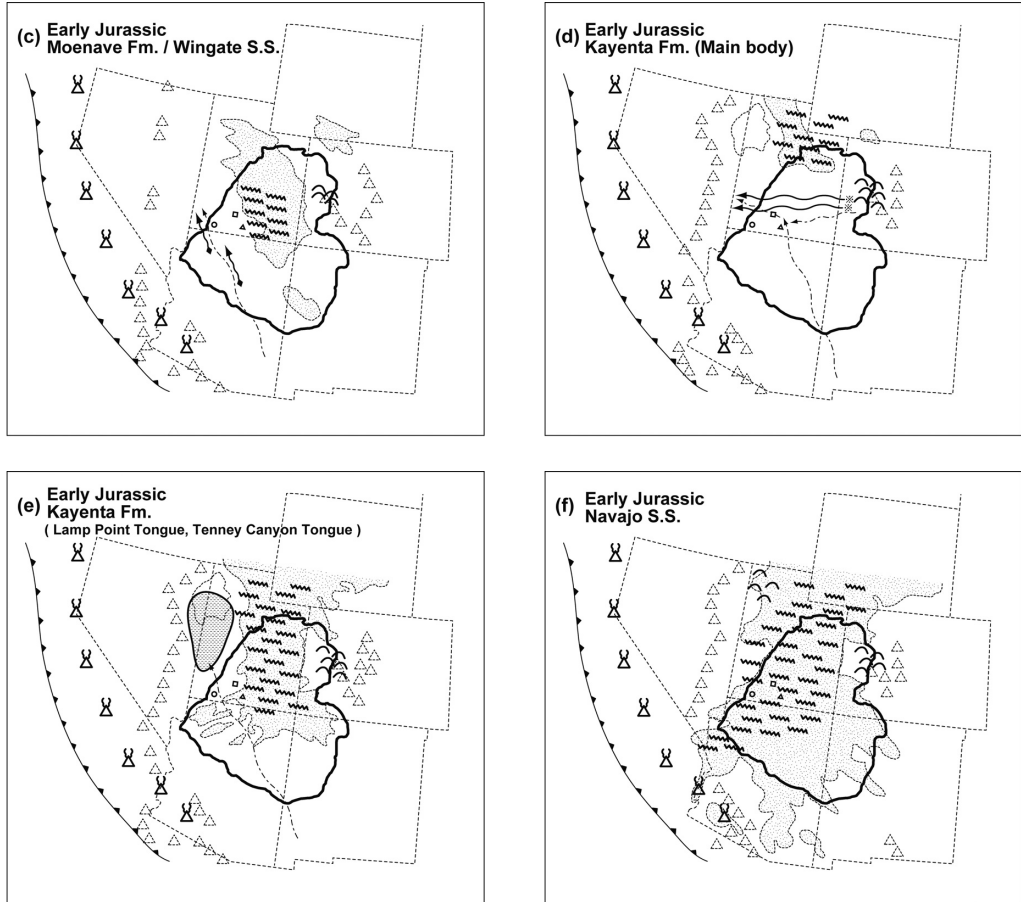 (c) Early Jurassic
Moenave Fm. / Wingate S.S.
(d) Early Jurassic
Kayenta Fm. (Main body)
(e) Early Jurassic
Kayenta Fm.
( Lamp Point Tongue, Tenney Canyon Tongue )
(f) Early Jurassic
Navajo S.S.